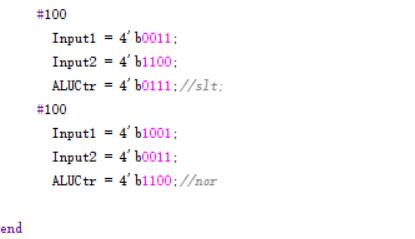 #100
Input1 = 4'b0011;
Input2 = 4'b1100;
ALUCtr = 4'b0111;//slt;
#100
Input1 = 4'b1001;
Input2 = 4'b0011;
ALUCtr = 4'b1100;//nor
end